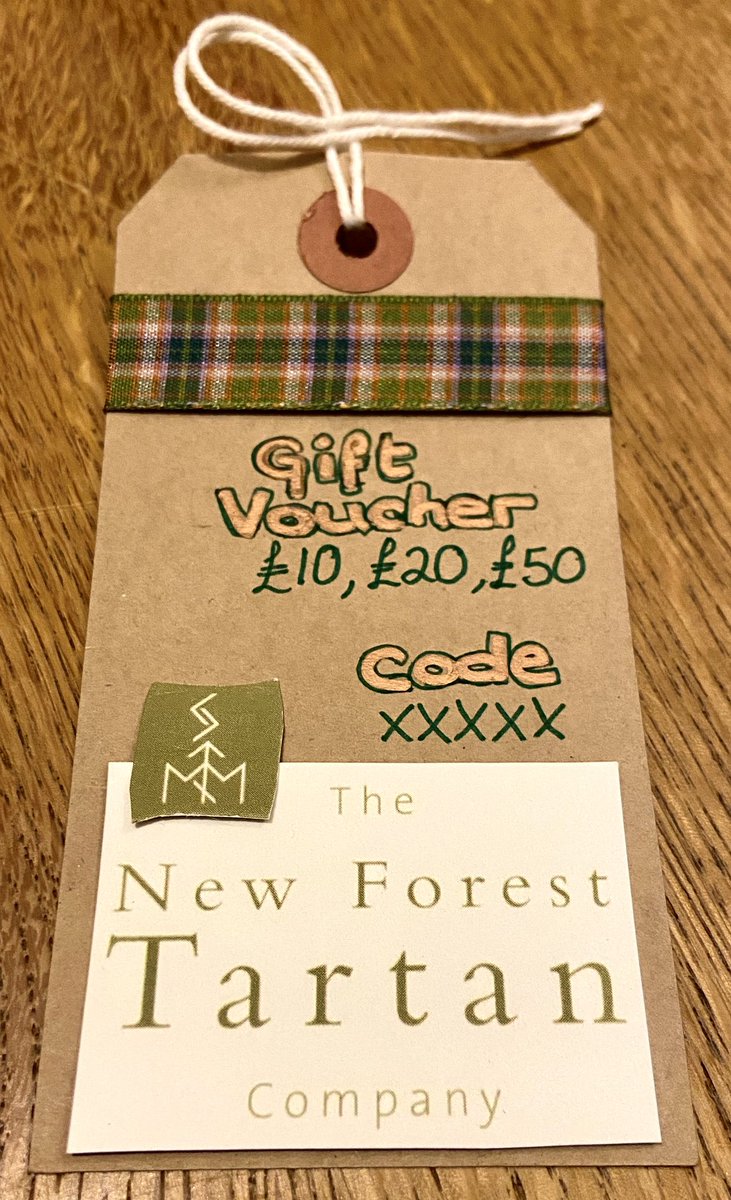 Gift
Voucher
£10, £20, £50
Code
XXXXX
The
New Forest
Tartan
Company